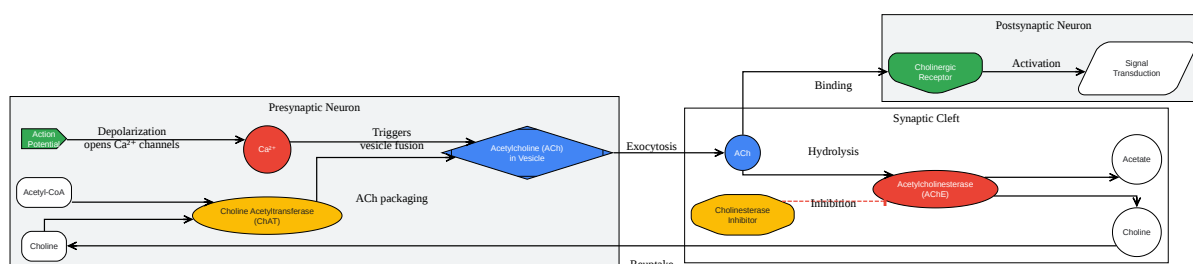 Postsynaptic Neuron
Cholinergic
Receptor
Activation
Signal
Transduction
Binding
Presynaptic Neuron
Action
Potential
Depolarization
opens Ca²⁺ channels
Ca²⁺
Triggers
vesicle fusion
Acetylcholine (ACh)
in Vesicle
Exocytosis
Acetyl-CoA
Choline Acetyltransferase
(ChAT)
ACh packaging
Choline
Synaptic Cleft
ACh
Hydrolysis
Acetylcholinesterase
(AChE)
Acetate
Cholinesterase
Inhibitor
Inhibition
Choline
Reuptake